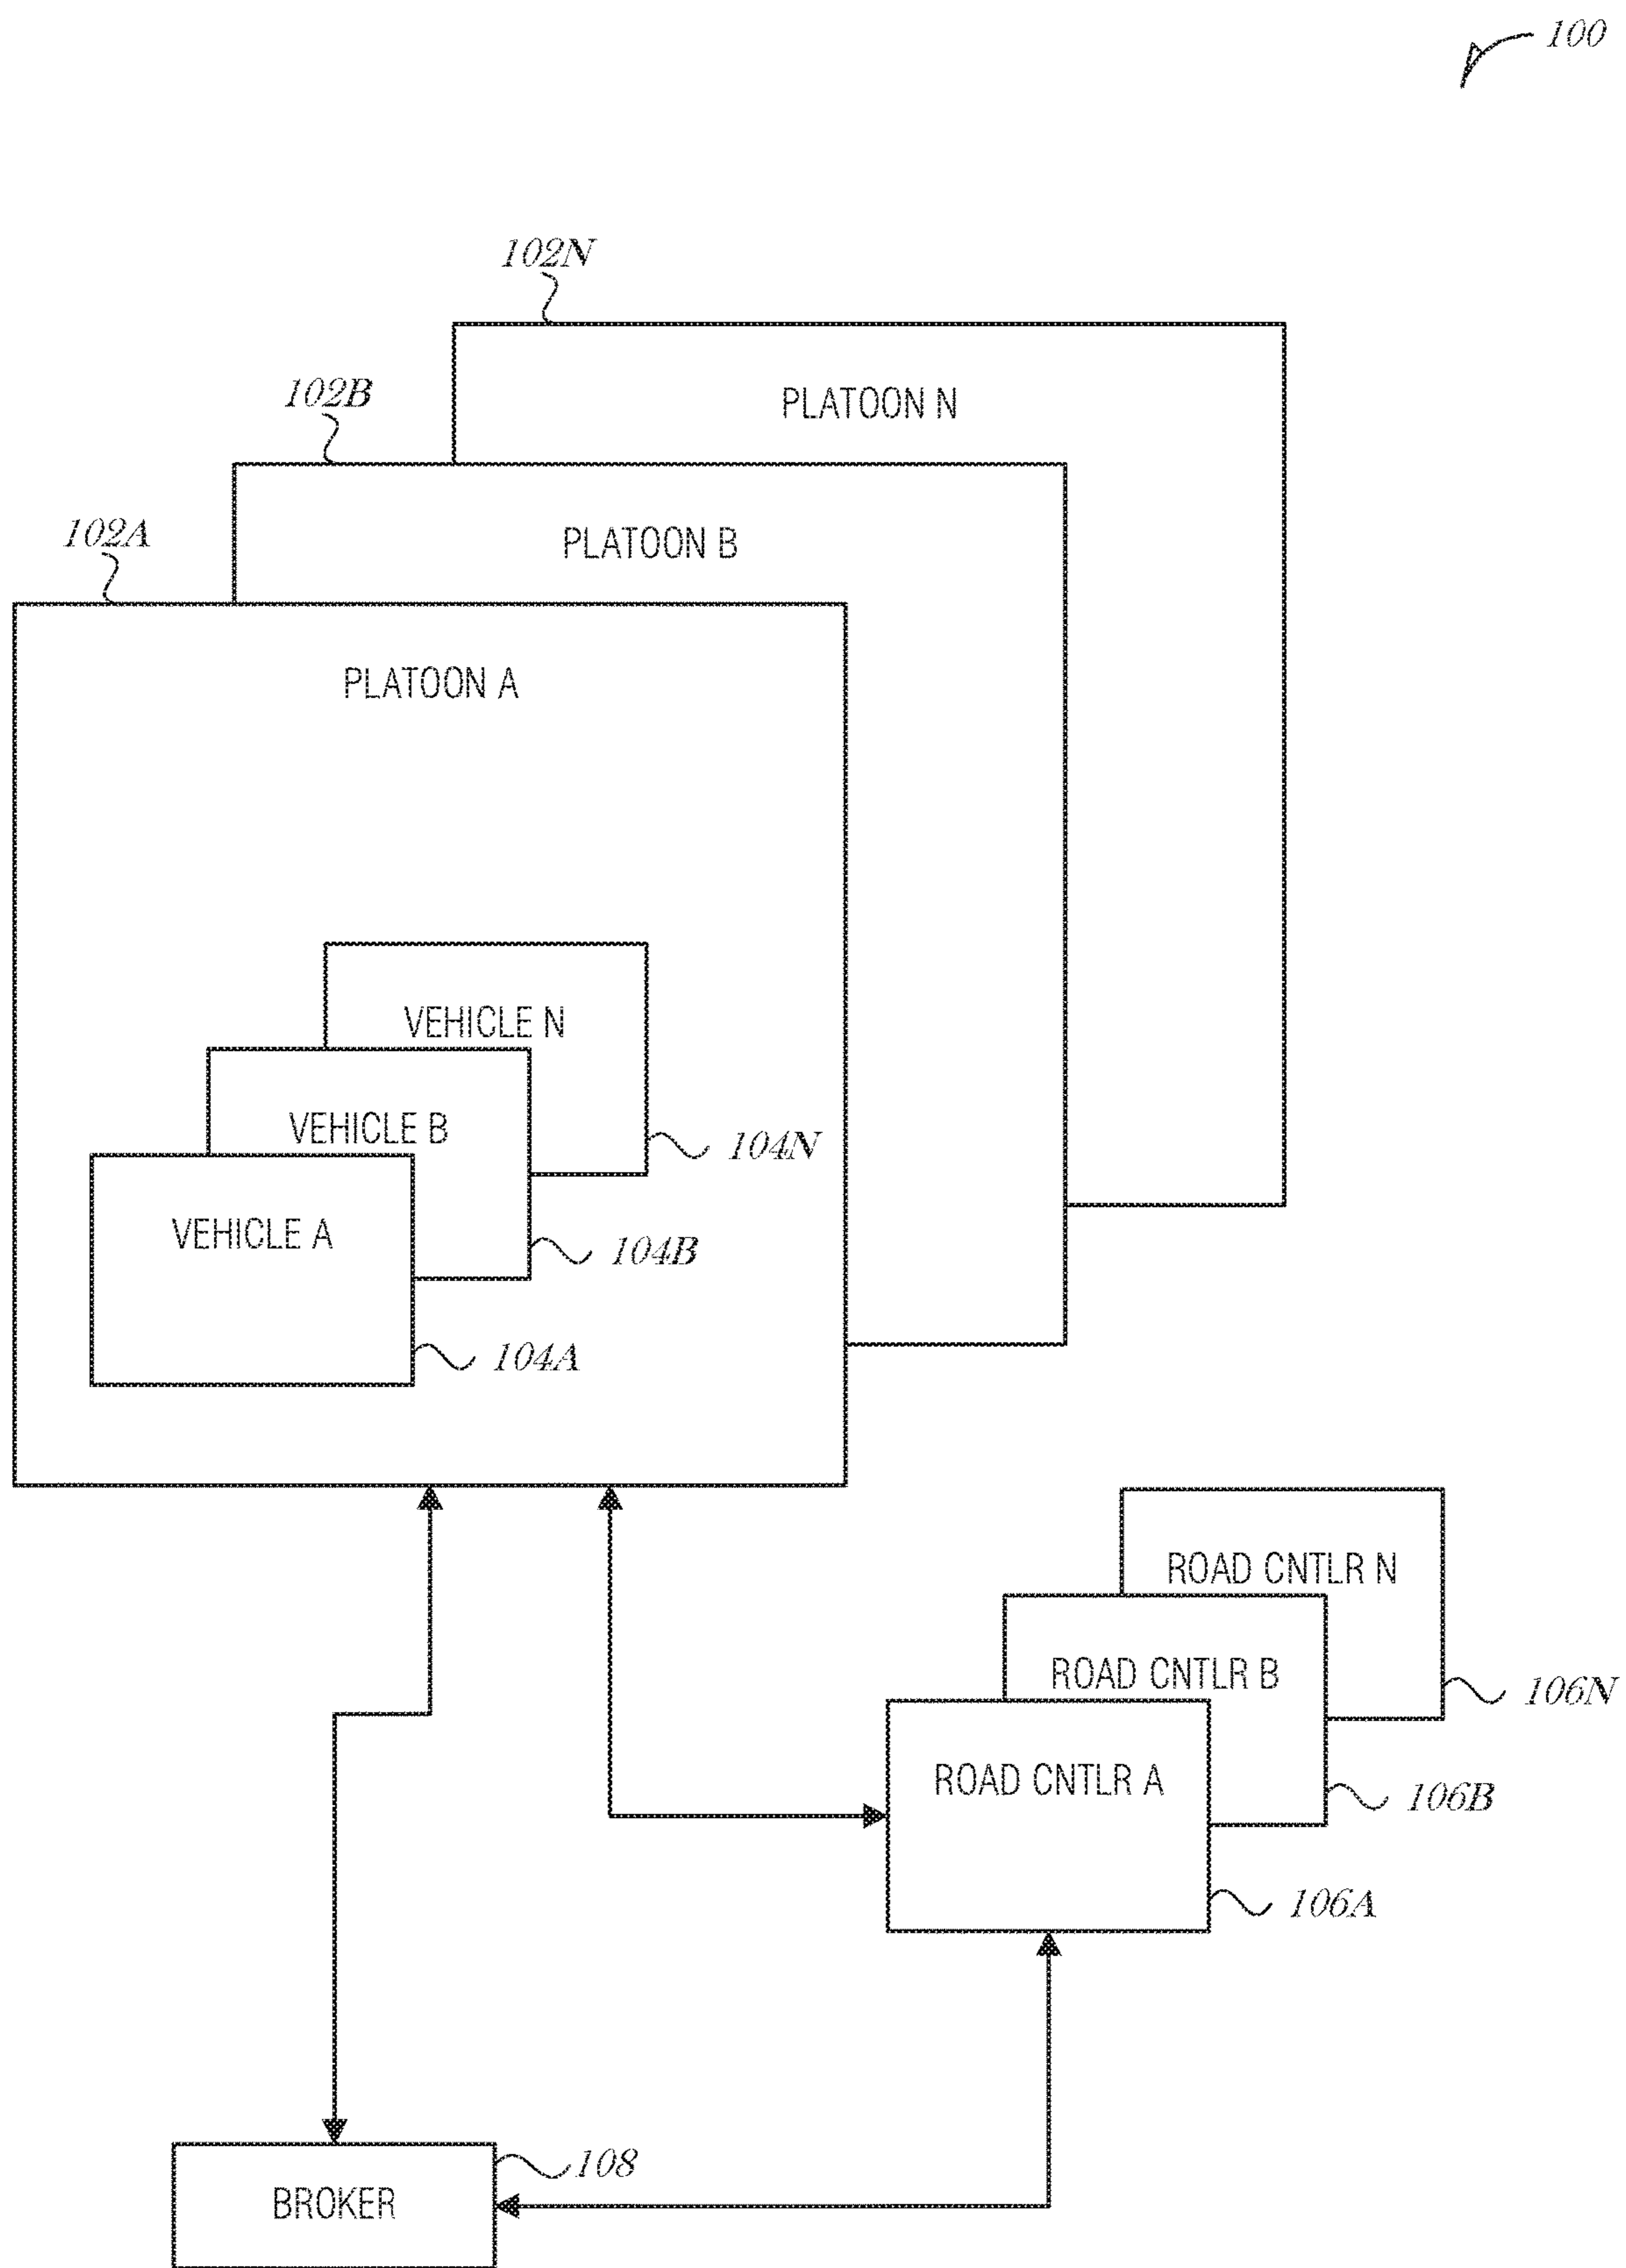 100
102N
PLATOON N
102B
PLATOON B
102A
PLATOON A
VEHICLE N
VEHICLE B
104N
VEHICLE A
104B
104A
ROAD CNTLR N
ROAD CNTLR B
106N
ROAD CNTLR A
106B
106A
108
BROKER